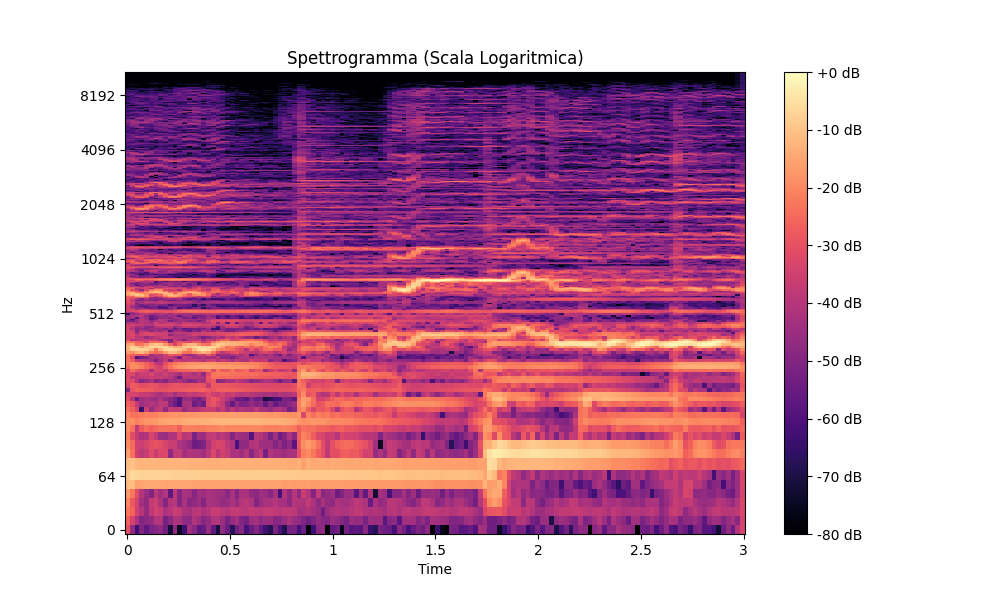 Spettrogramma (Scala Logaritmica)
Hz
8192
4096
2048
1024
512
256
128
64
0
0
0.5
1
1.5
2
2.5
3
Time
+0 dB
-10 dB
-20 dB
-30 dB
-40 dB
-50 dB
-60 dB
-70 dB
-80 dB